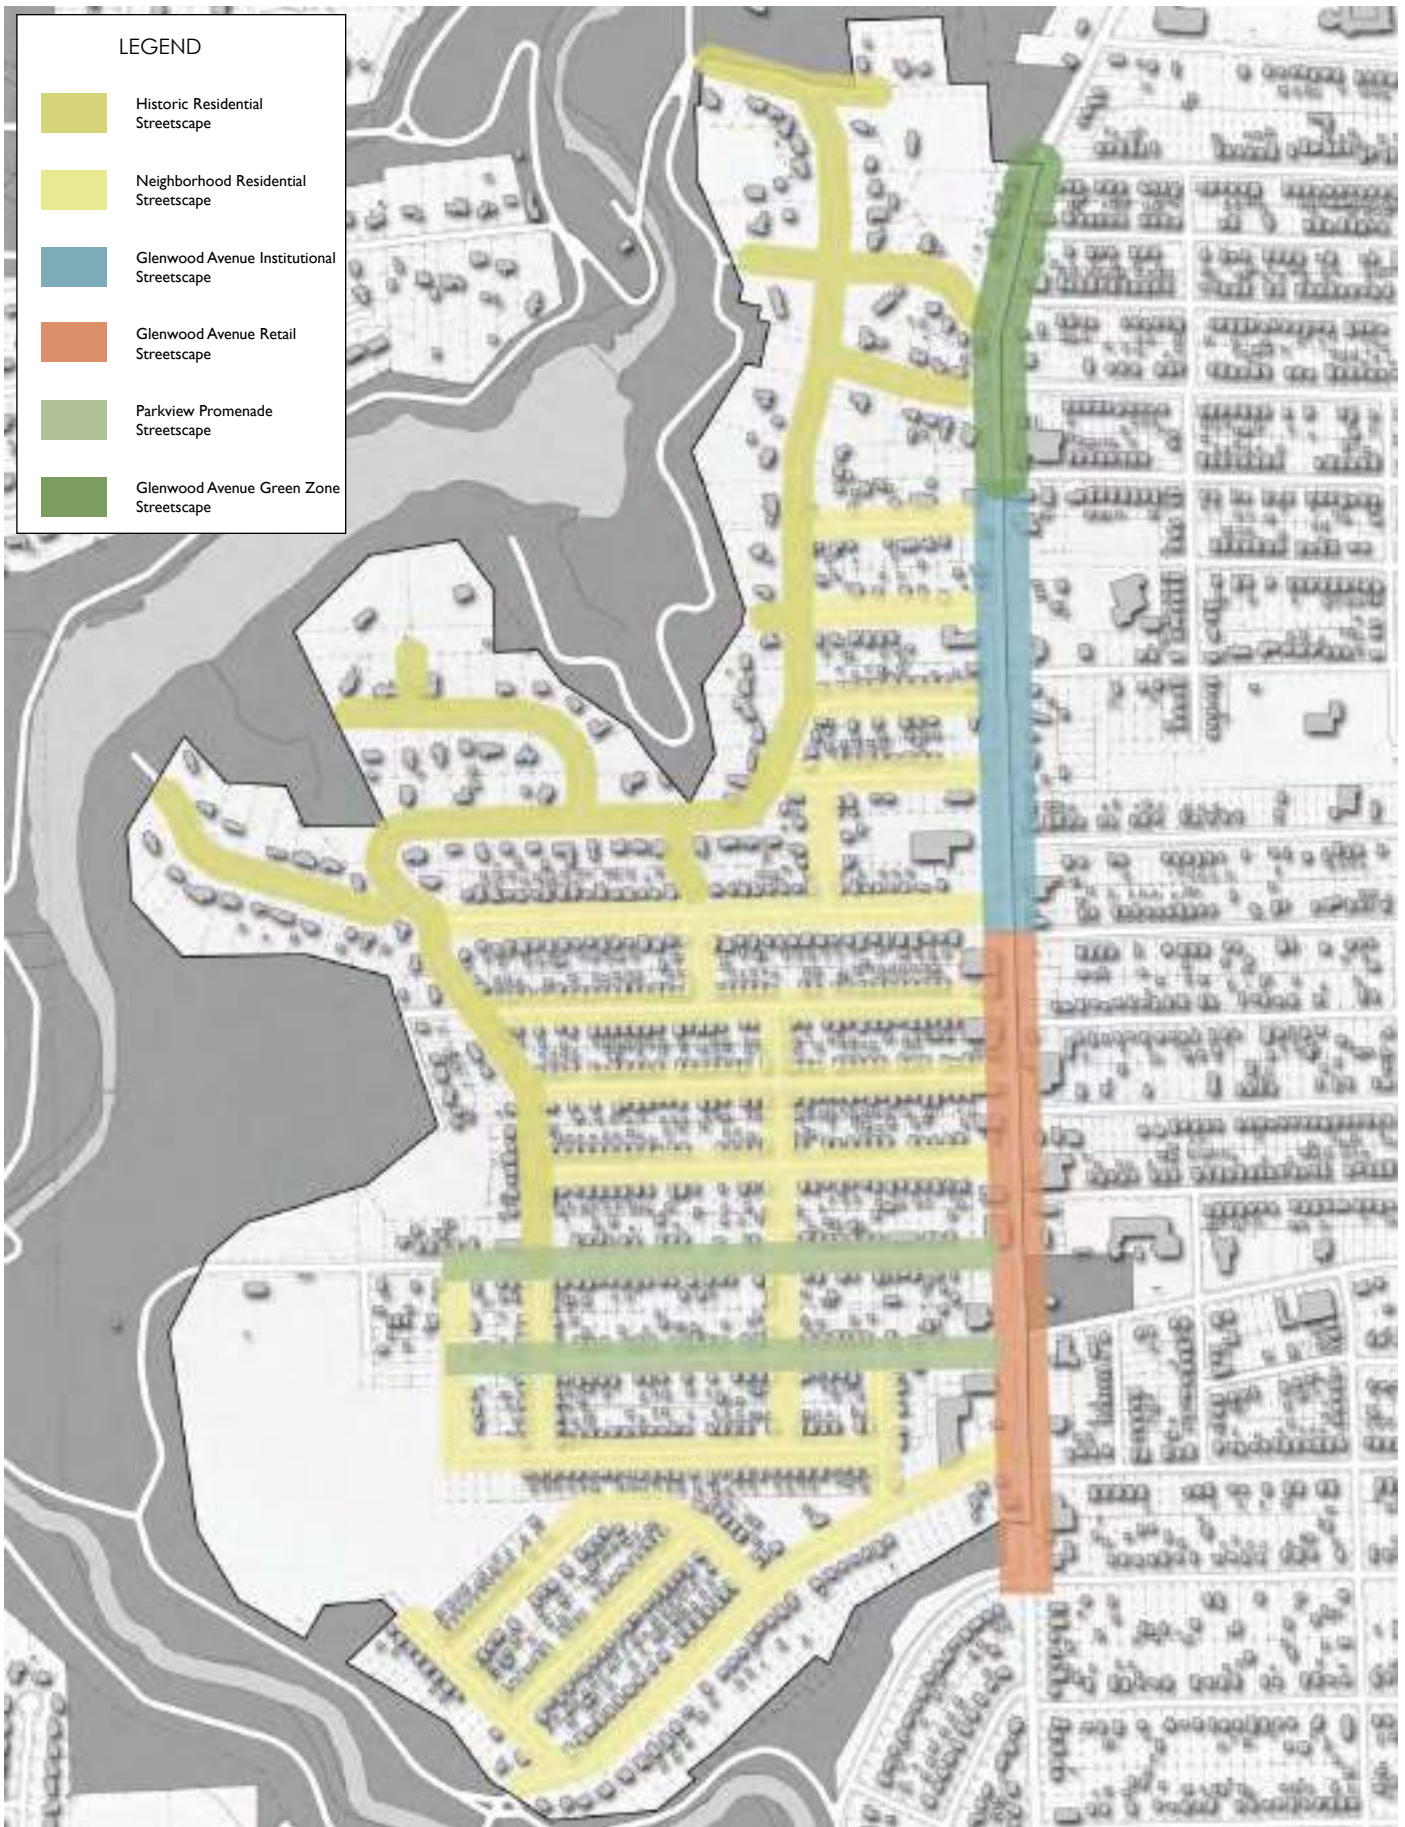 LEGEND
Historic Residential
Streetscape
Neighborhood Residential
Streetscape
Glenwood Avenue Institutional
Streetscape
Glenwood Avenue Retail
Streetscape
Parkview Promenade
Streetscape
Glenwood Avenue Green Zone
Streetscape